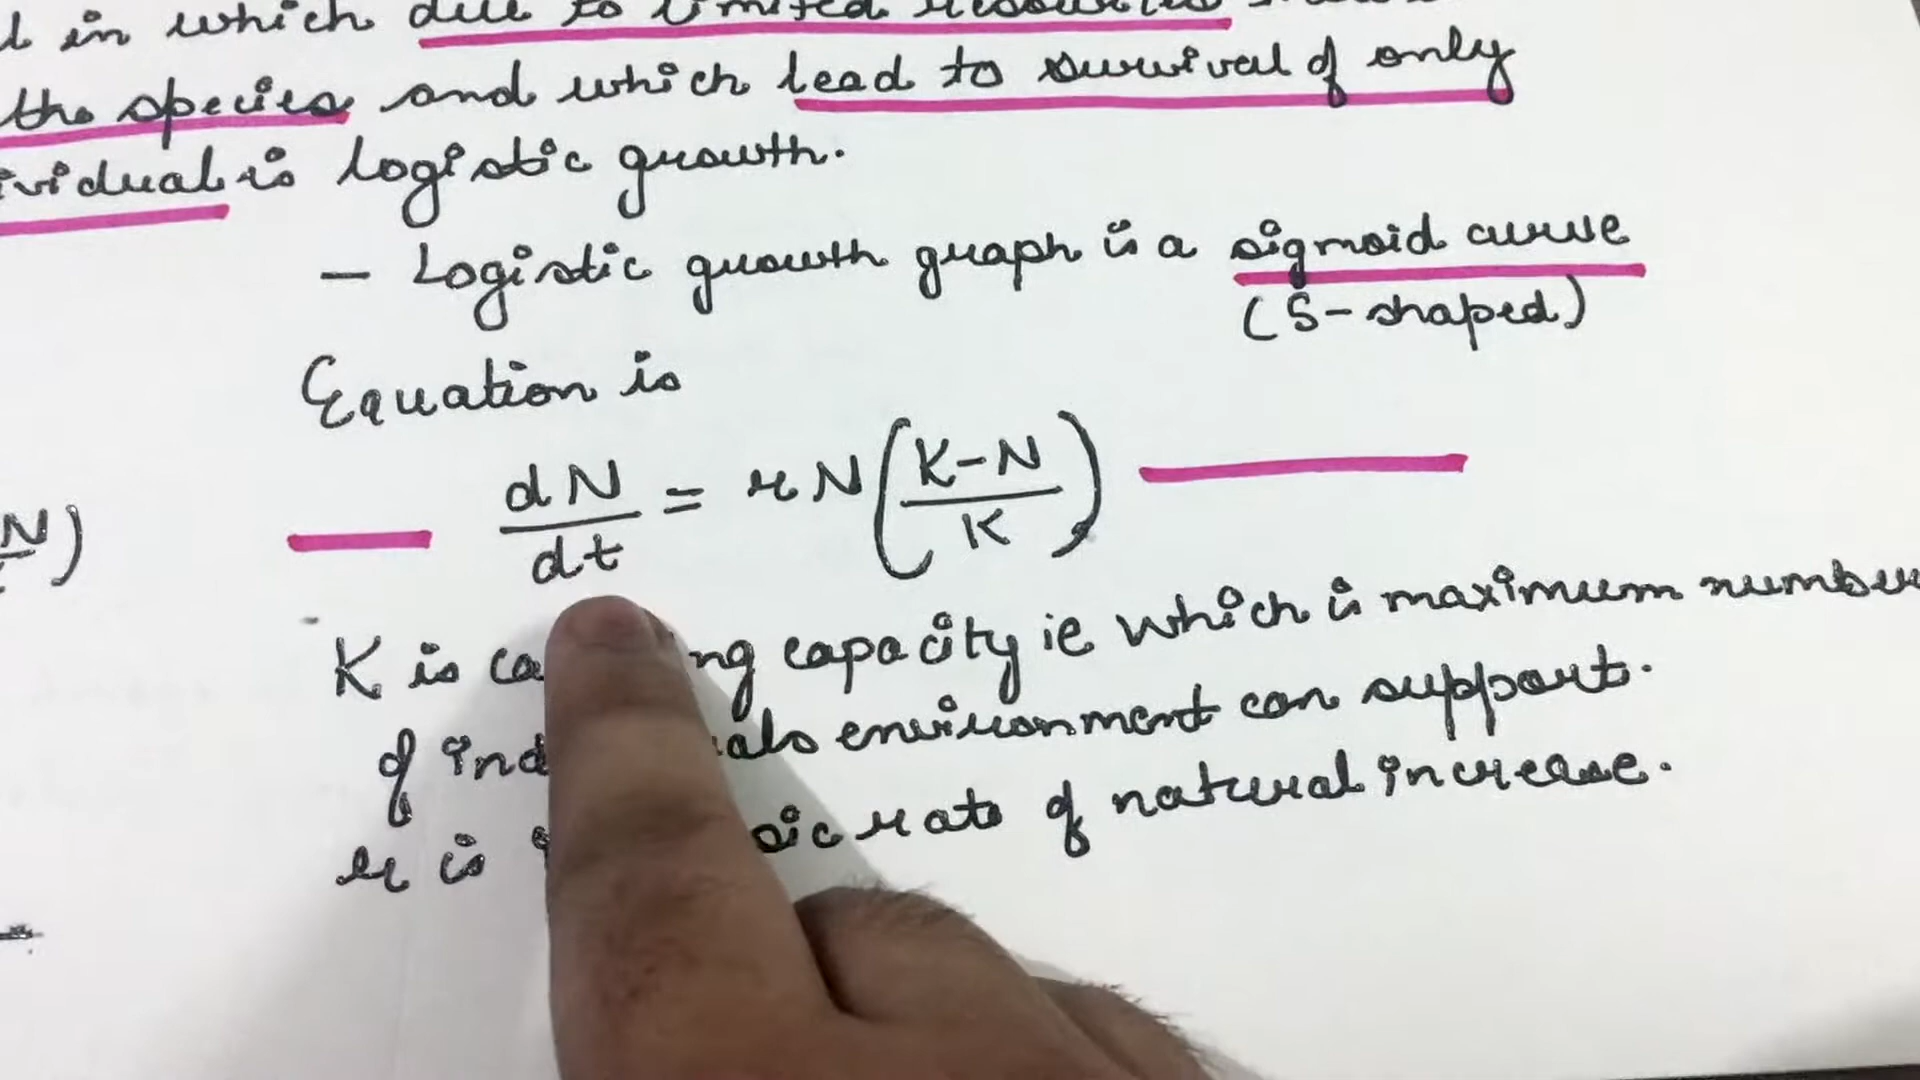 in which due to limited resources
the species and which lead to survival of only
ividual is logistic growth.
- Logistic growth graph is a sigmoid curve
(S-shaped)
Equation is
dN/dt = rN(K-N/K)
N)
K is ca ng capacity ie which is maximum number
of ind als environment can support.
r is sic rate of natural increase.